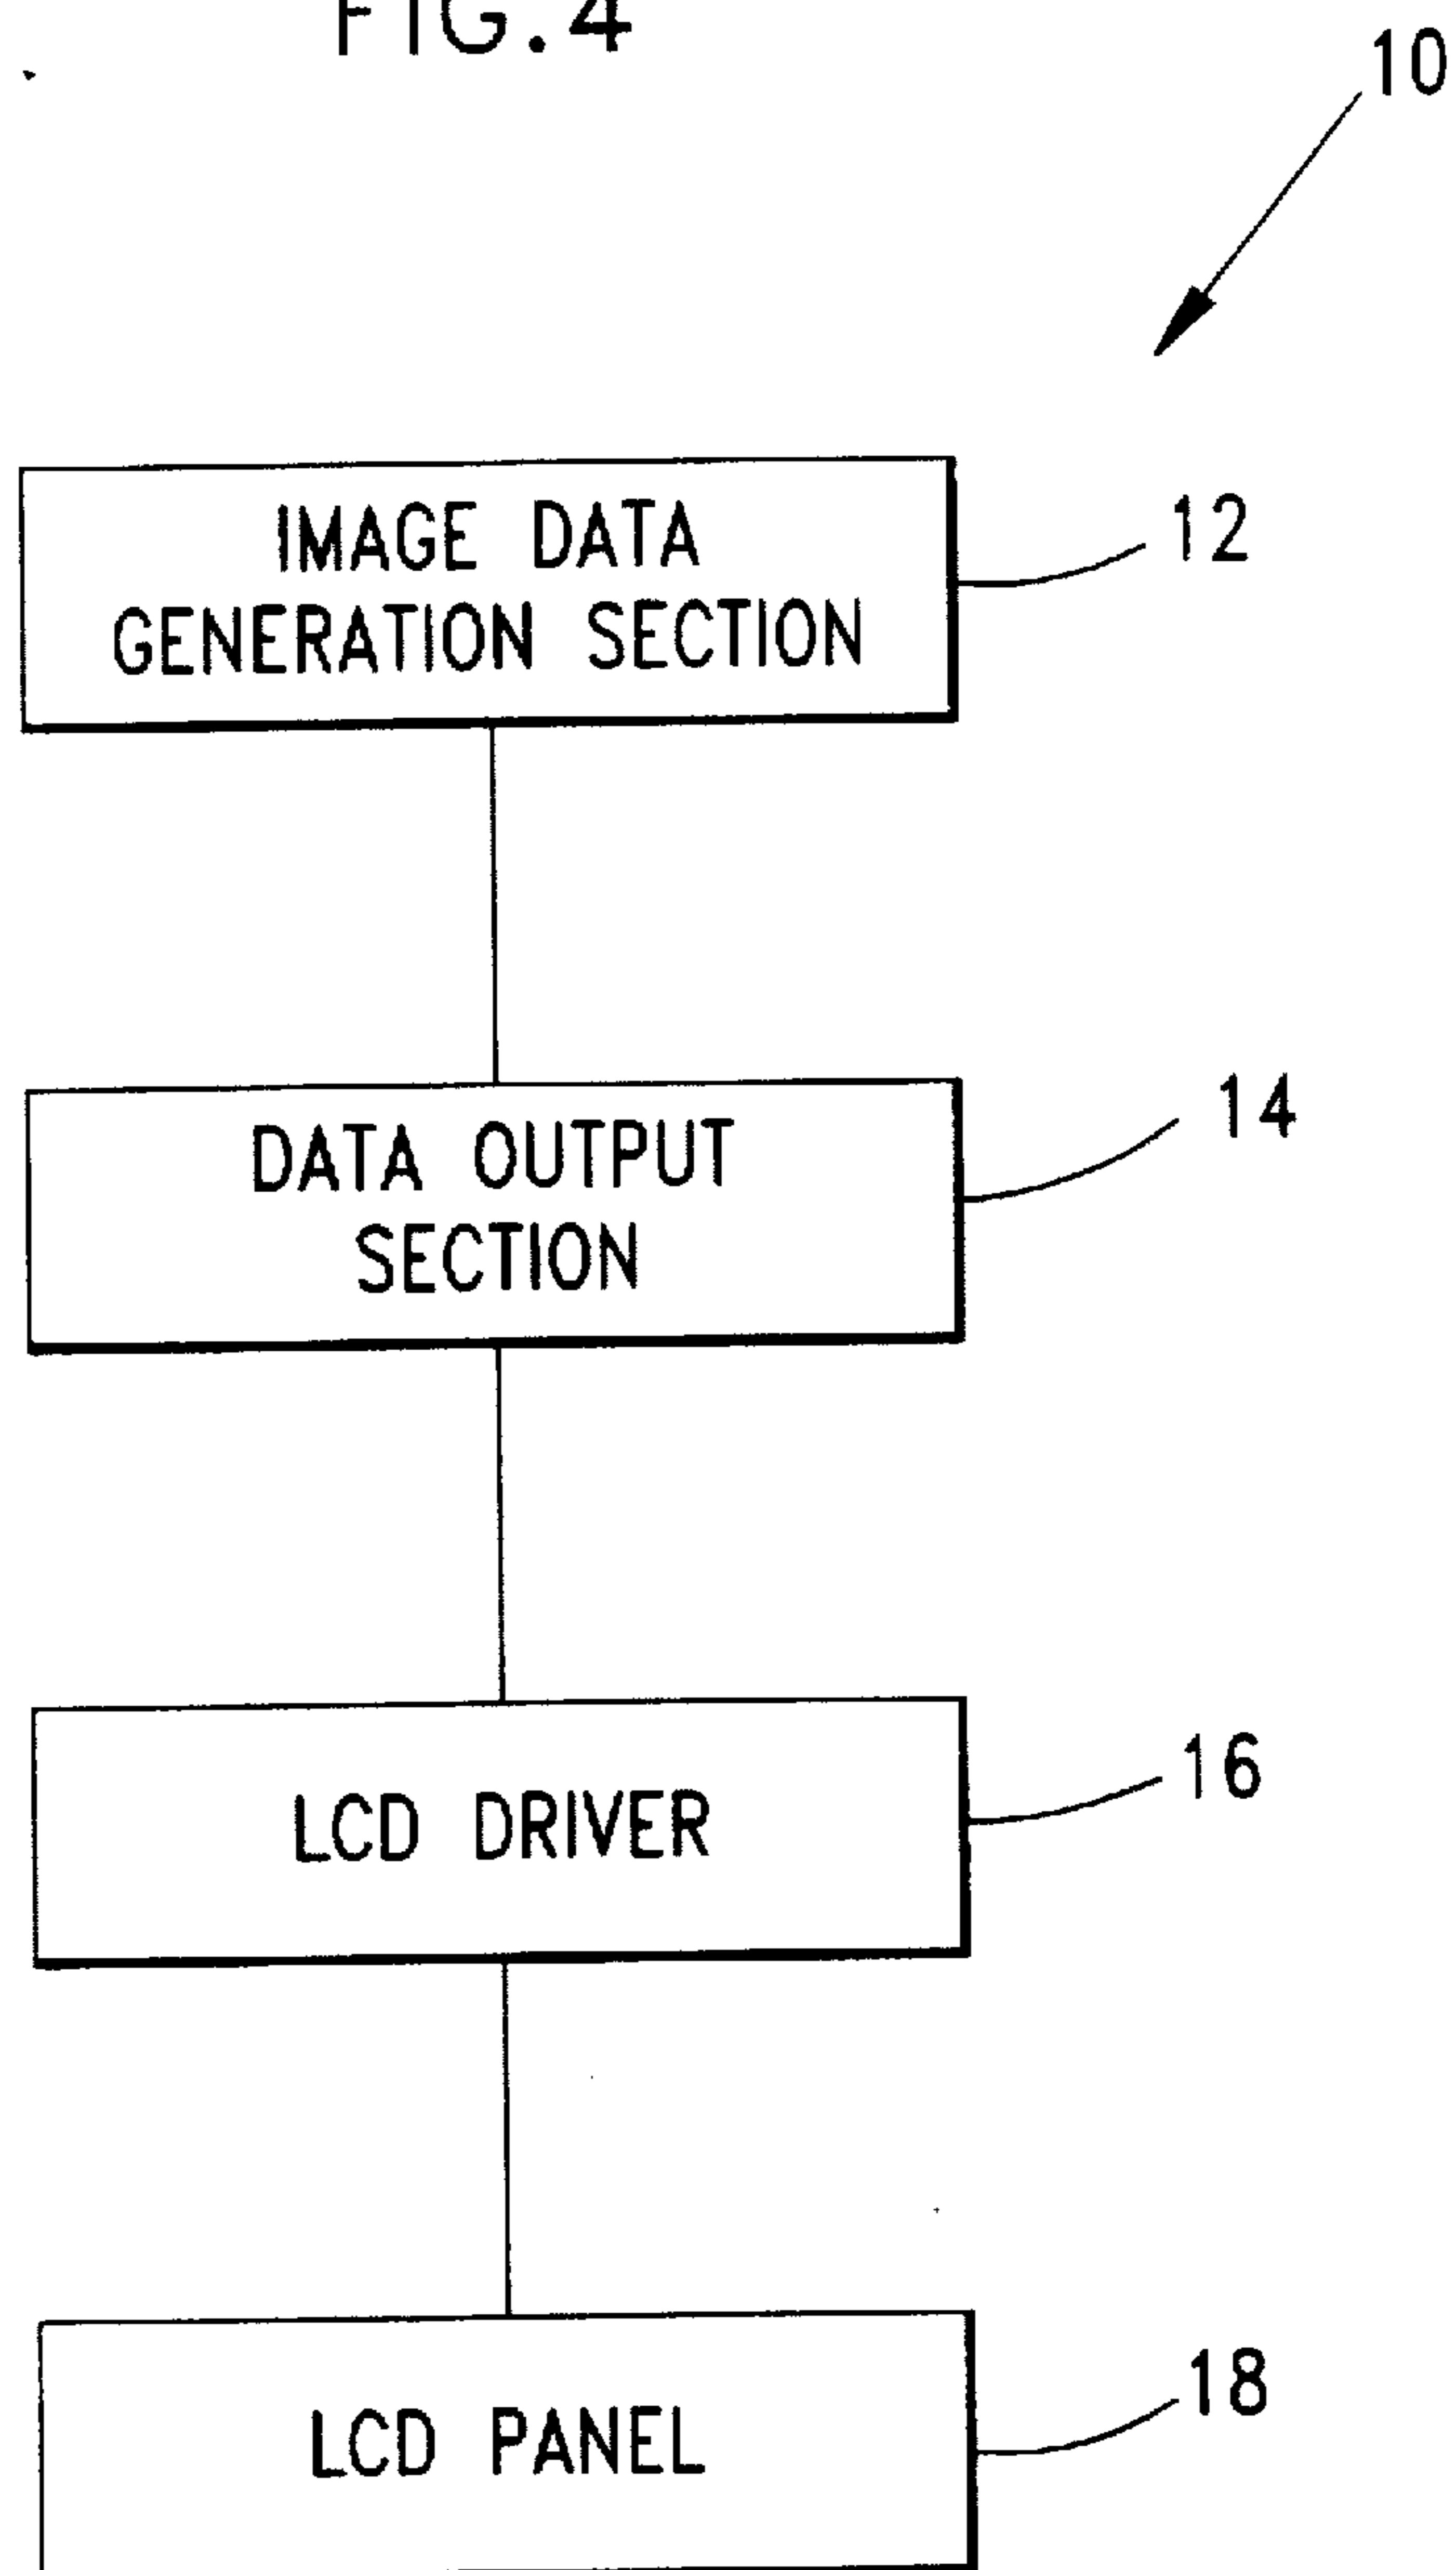 FIG.4
10
IMAGE DATA
GENERATION SECTION
12
DATA OUTPUT
SECTION
14
LCD DRIVER
16
LCD PANEL
18